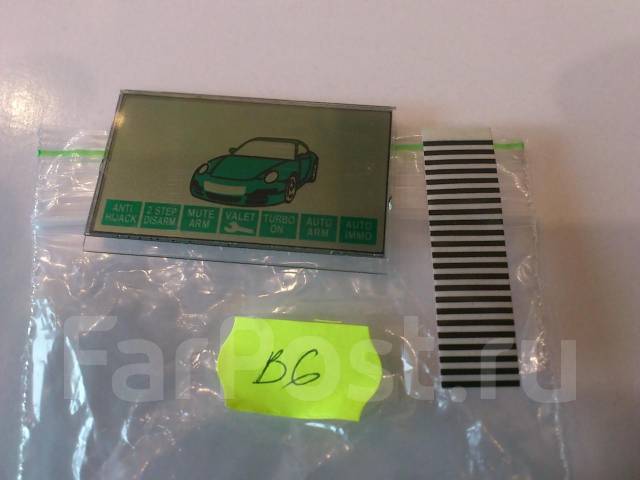 ANTI HIJACK
2 STEP DISARM
MUTE ARM
VALET
TURBO ON
AUTO ARM
AUTO IMMO
B6
FarPost.ru